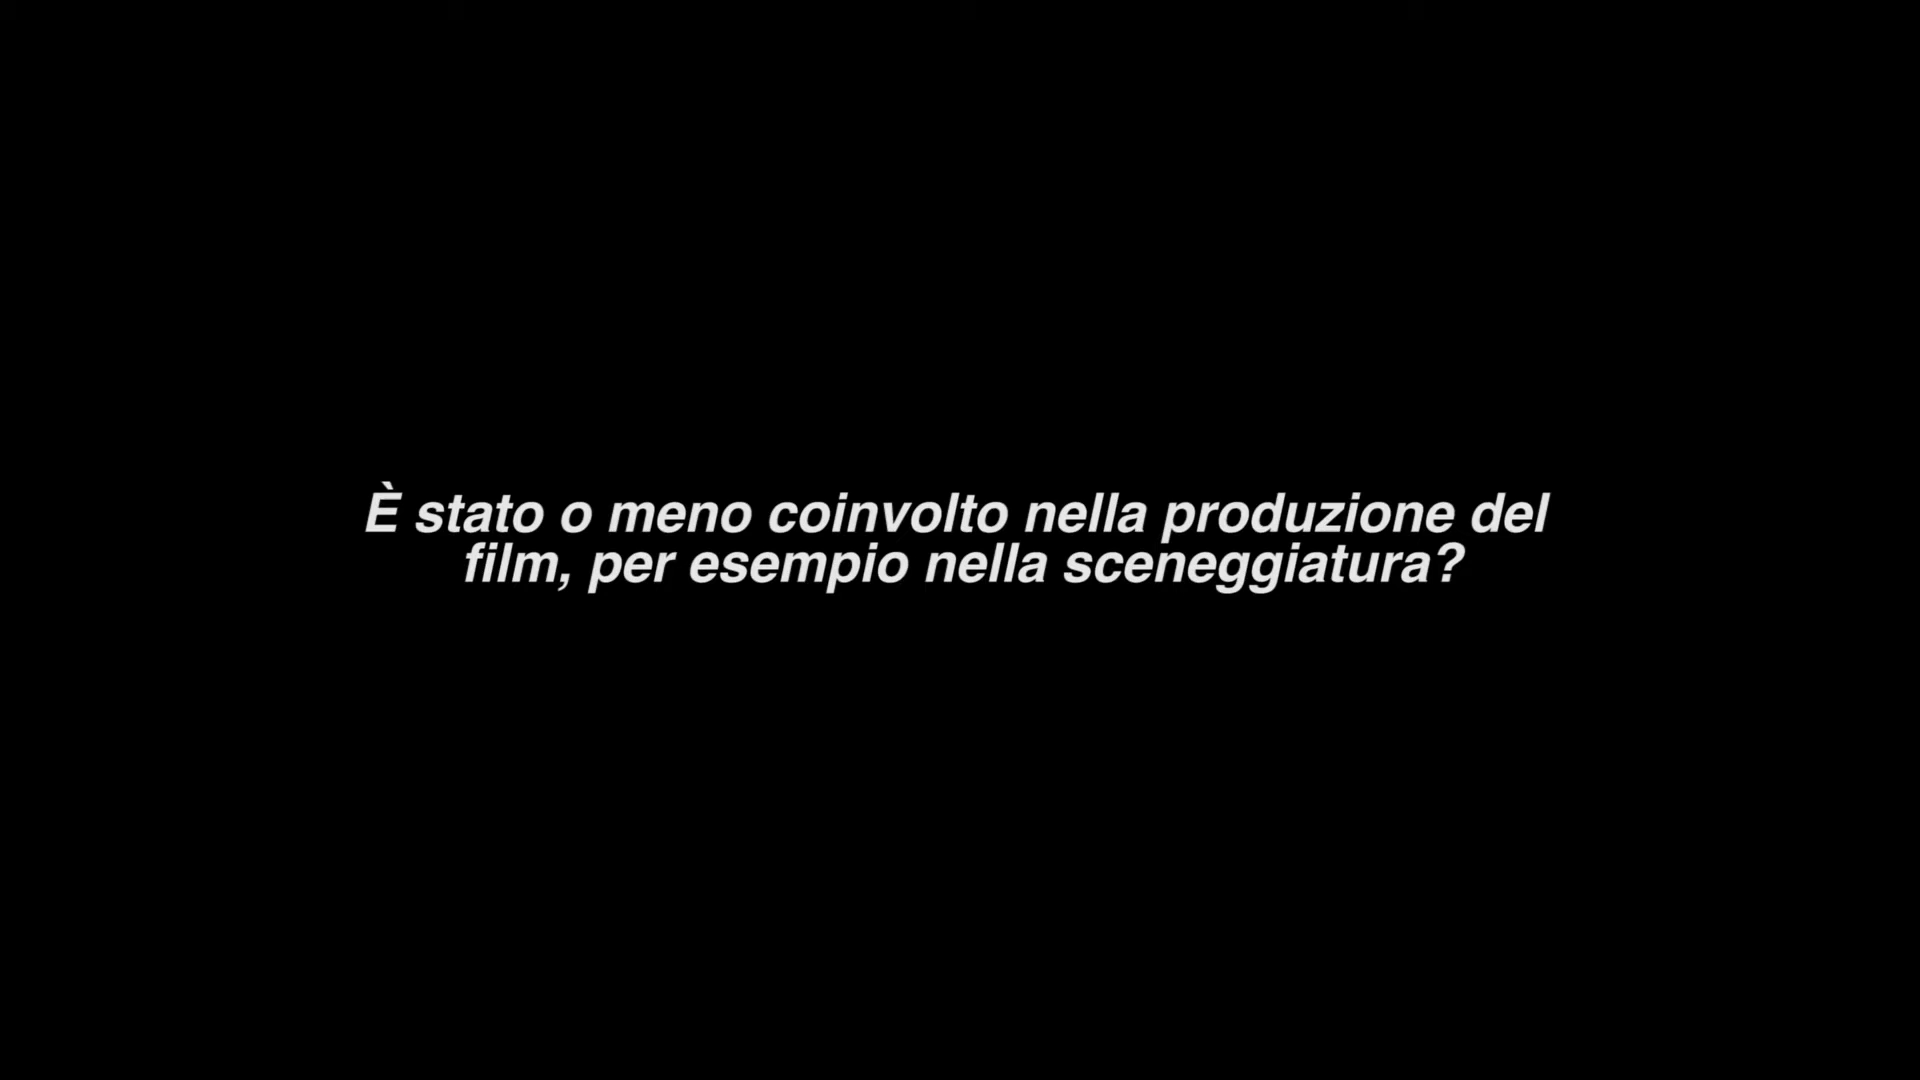 È stato o meno coinvolto nella produzione del
film, per esempio nella sceneggiatura?